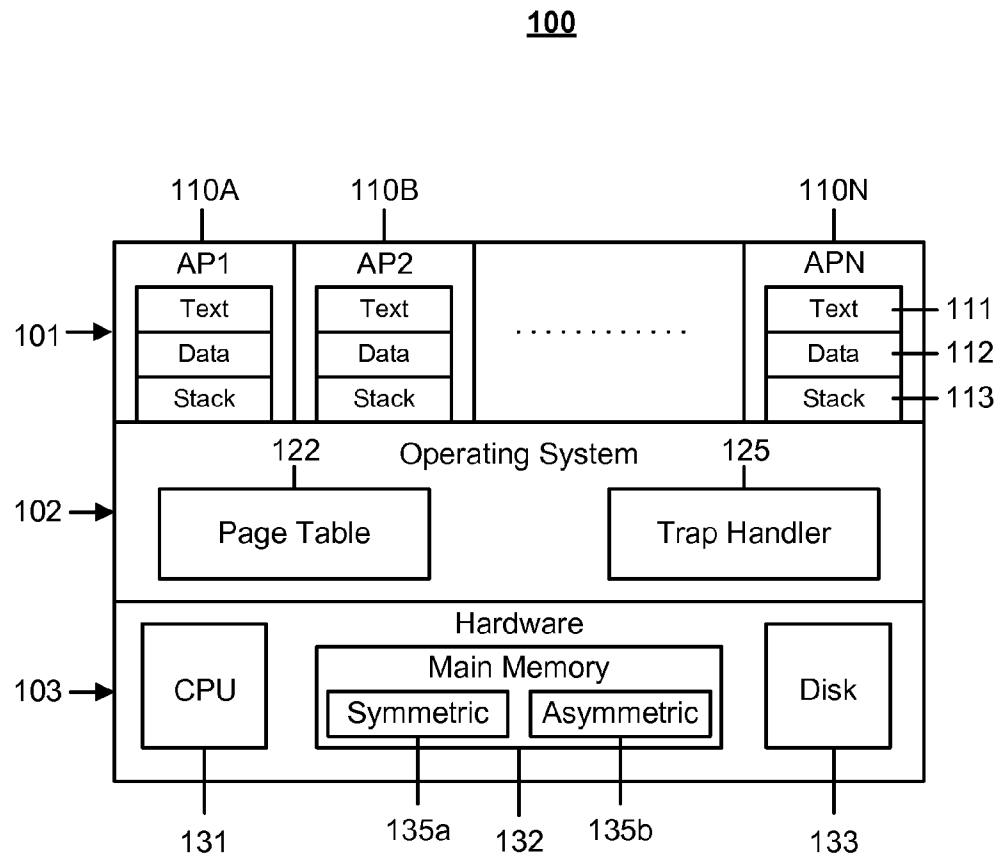 100
110A 110B 110N
AP1 AP2 APN
Text Text Text 111
101 ............
Data Data Data 112
Stack Stack Stack 113
122 Operating System 125
102 Page Table Trap Handler
Hardware
Main Memory
103 CPU Disk
Symmetric Asymmetric
131 135a 132 135b 133